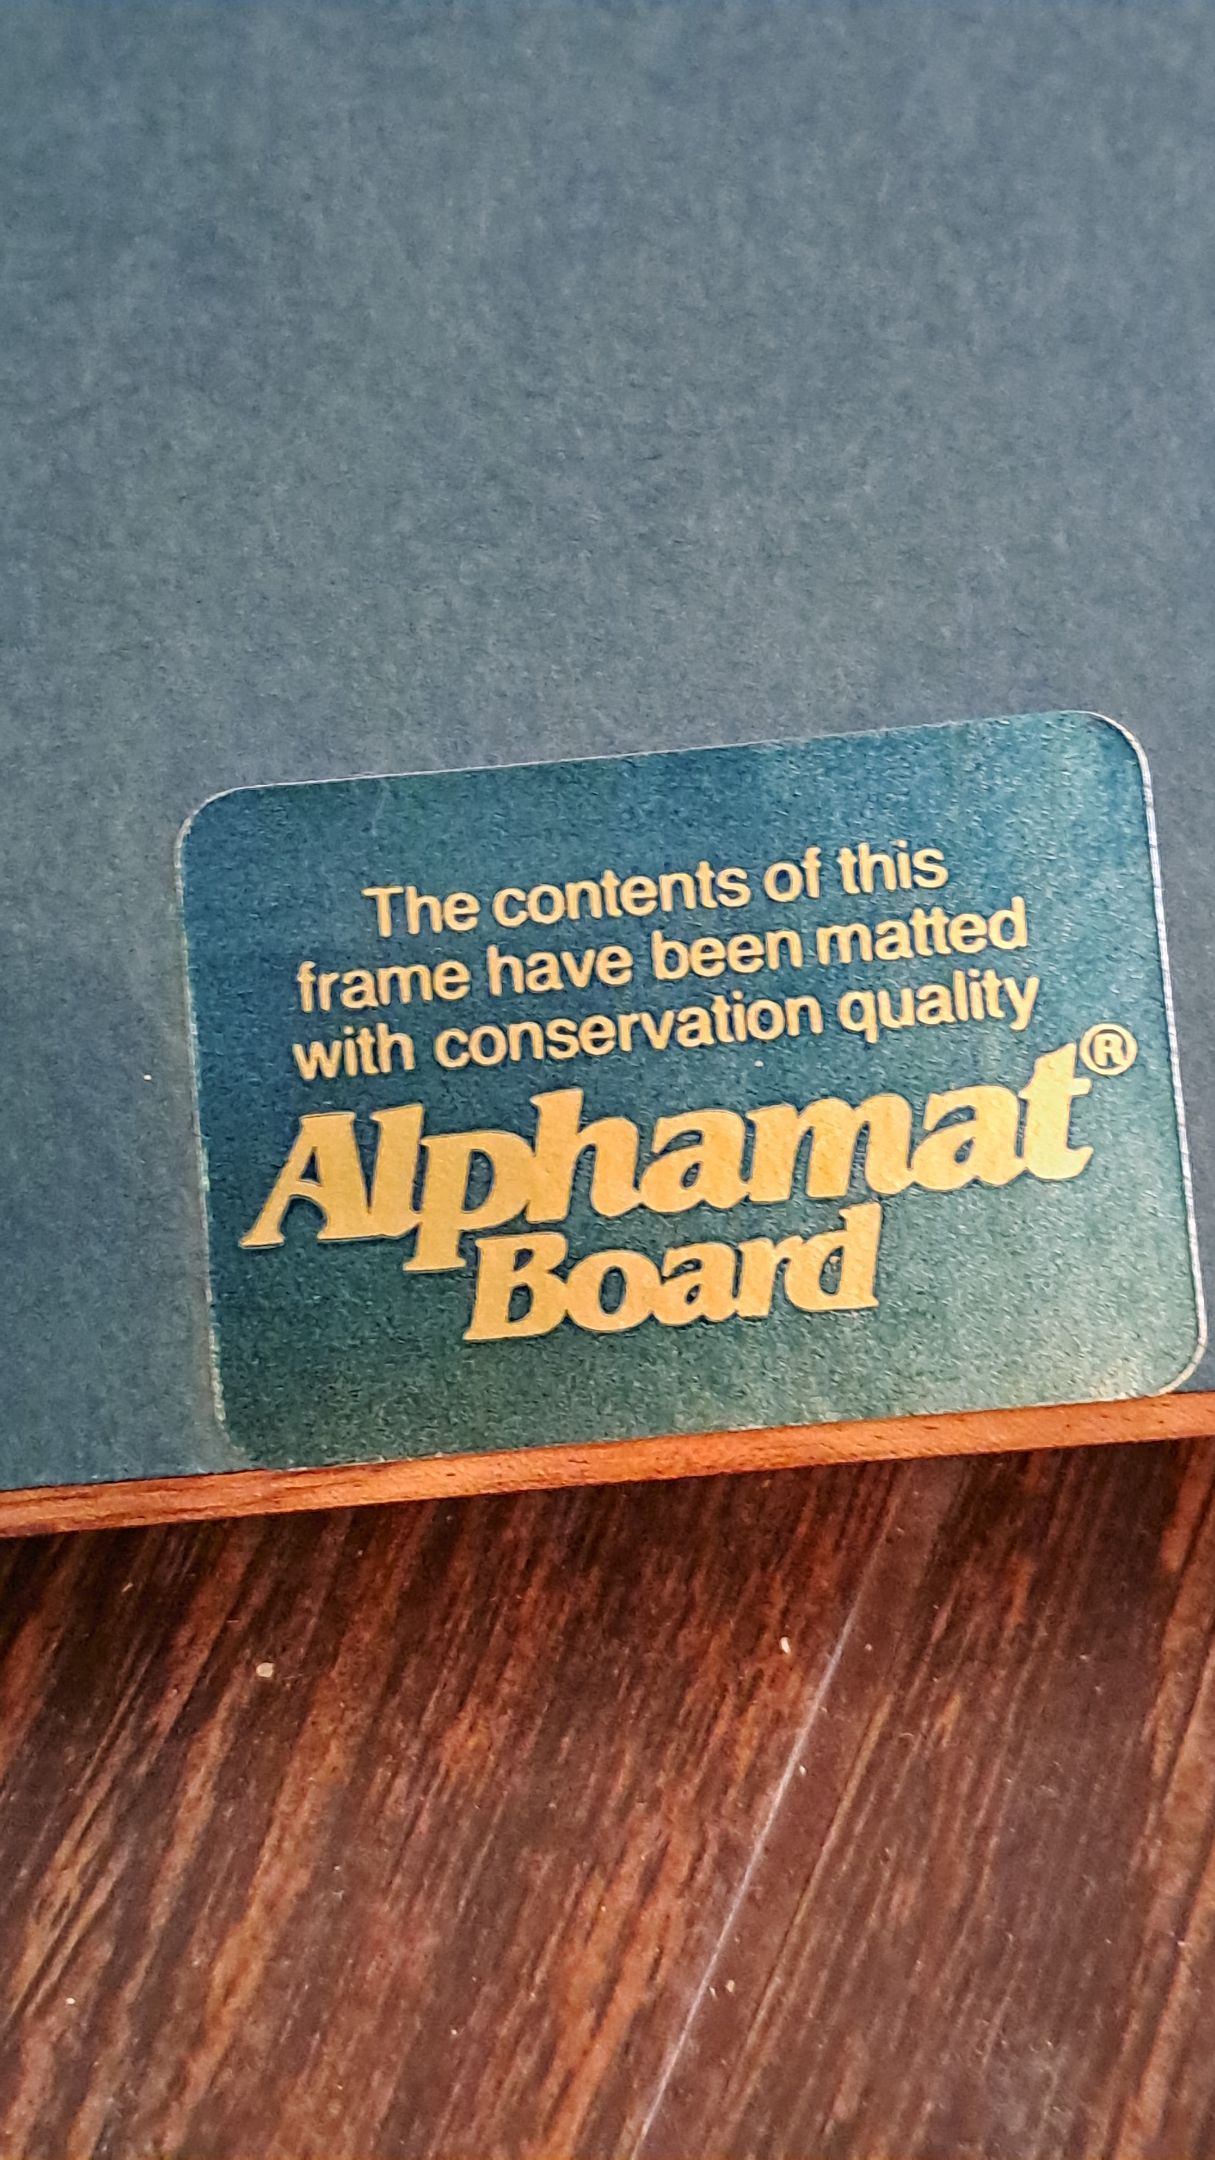 The contents of this
frame have been matted
with conservation quality
Alphamat®
Board